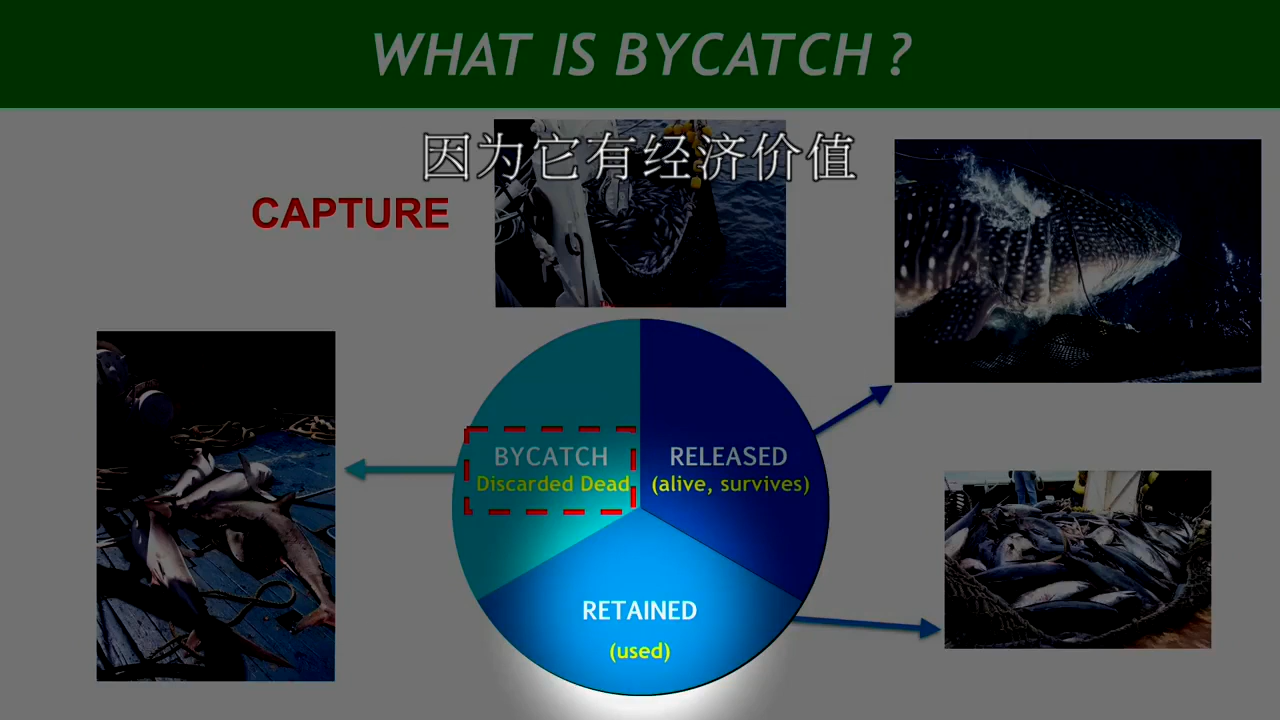 WHAT IS BYCATCH ?
因为它有经济价值
CAPTURE
BYCATCH
Discarded Dead
RELEASED
(alive, survives)
RETAINED
(used)